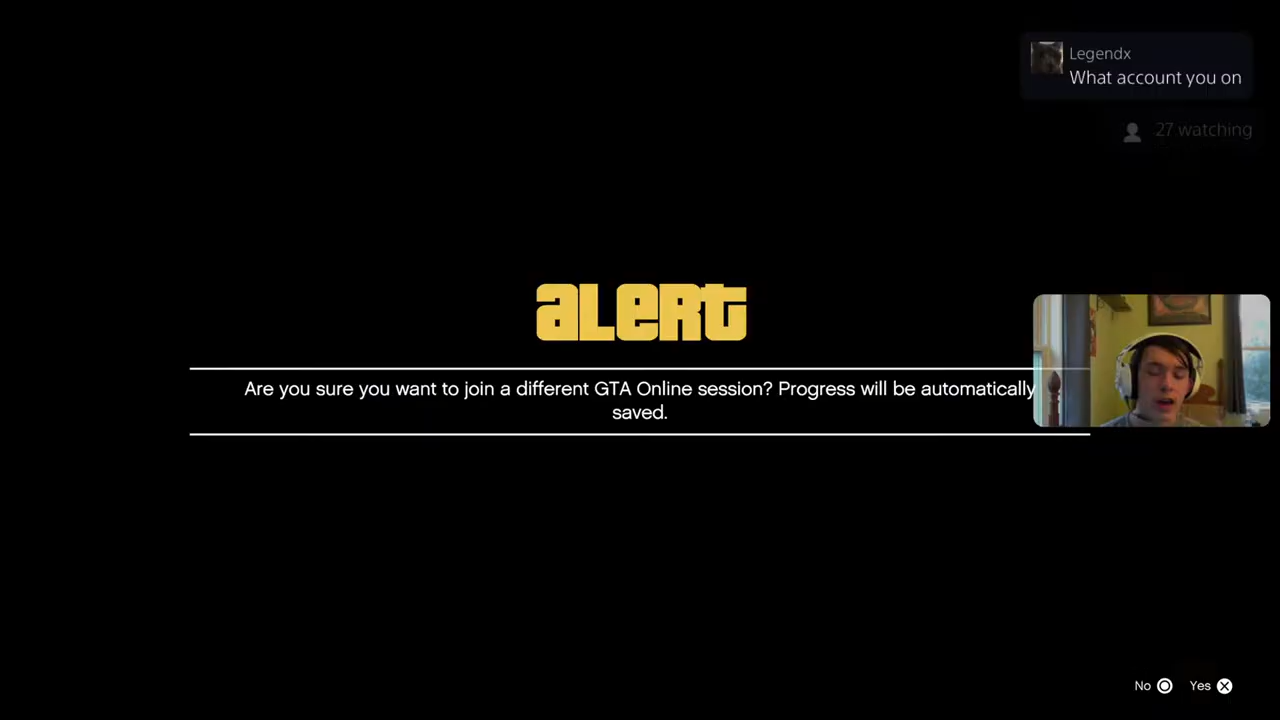 Legendx
What account you on
27 watching
ALERT
Are you sure you want to join a different GTA Online session? Progress will be automatically
saved.
No Yes